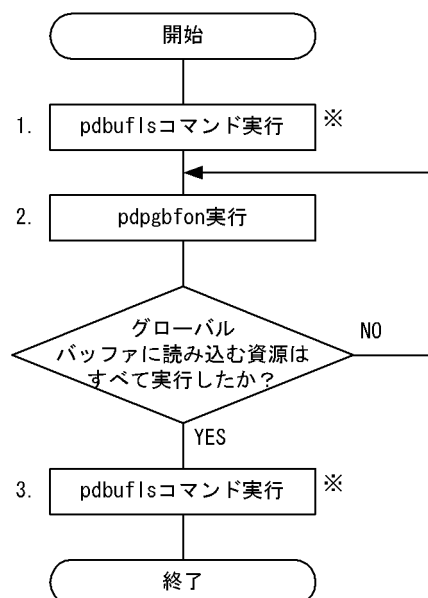 開始
1. pdbuflsコマンド実行 ※
2. pdpgbfon実行
グローバル
バッファに読み込む資源は
すべて実行したか？
NO
YES
3. pdbuflsコマンド実行 ※
終了